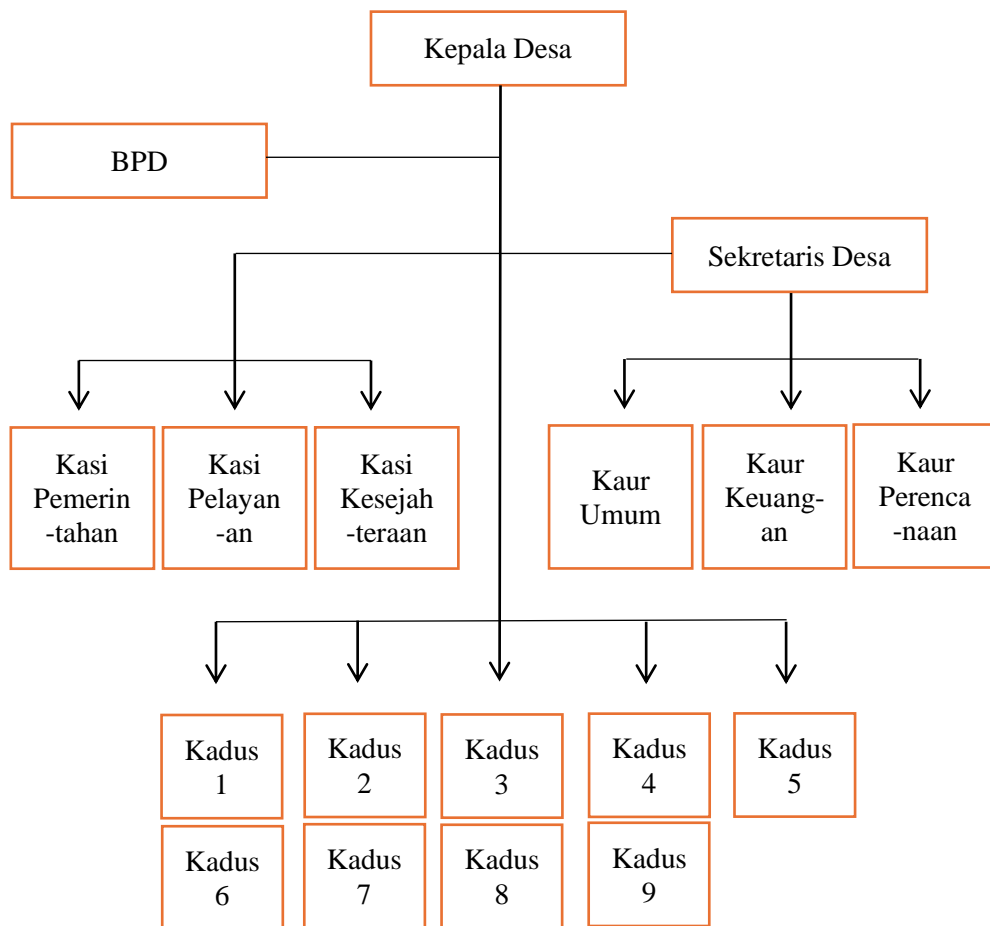 Kepala Desa
BPD
Sekretaris Desa
Kasi
Pemerin
-tahan
Kasi
Pelayan
-an
Kasi
Kesejah
-teraan
Kaur
Umum
Kaur
Keuang-
an
Kaur
Perenca
-naan
Kadus
1
Kadus
2
Kadus
3
Kadus
4
Kadus
5
Kadus
6
Kadus
7
Kadus
8
Kadus
9